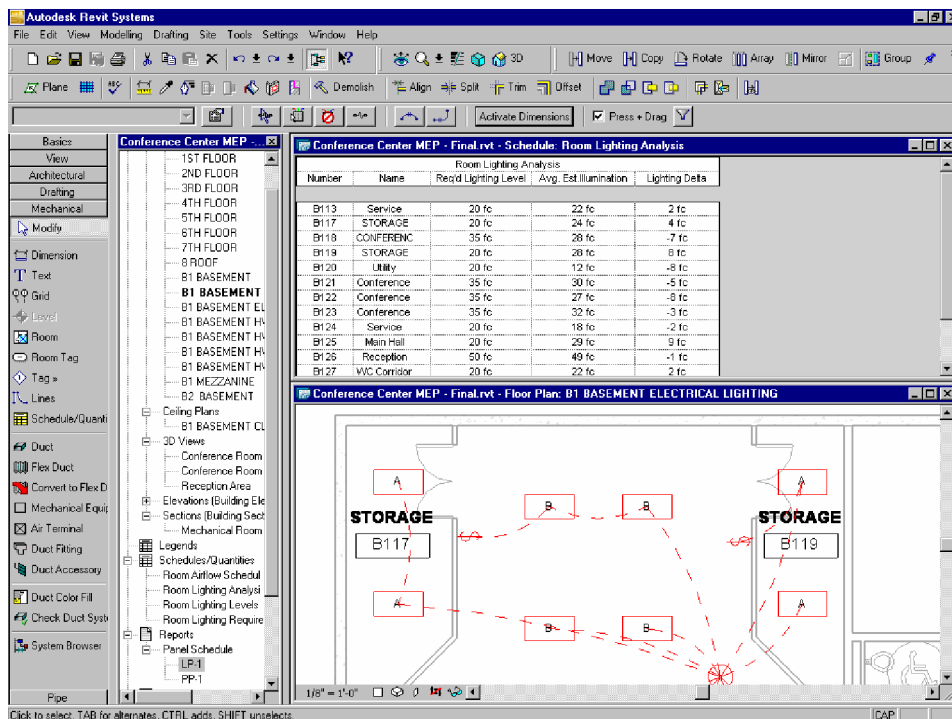 Autodesk Revit Systems
File Edit View Modelling Drafting Site Tools Settings Window Help
3D Move Copy Rotate Array Mirror Group
Plane Demolish Align Split Trim Offset
Activate Dimensions Press + Drag
Basics
View
Architectural
Drafting
Mechanical
Modify
Dimension
Text
Grid
Level
Room
Room Tag
Tag »
Lines
Schedule/Quanti
Duct
Flex Duct
Convert to Flex D
Mechanical Equip
Air Terminal
Duct Fitting
Duct Accessory
Duct Color Fill
Check Duct Syst
System Browser
Pipe
Conference Center MEP -...
1ST FLOOR
2ND FLOOR
3RD FLOOR
4TH FLOOR
5TH FLOOR
6TH FLOOR
7TH FLOOR
8 ROOF
B1 BASEMENT
B1 BASEMENT
B1 BASEMENT EL
B1 BASEMENT HV
B1 BASEMENT HV
B1 BASEMENT HV
B1 BASEMENT HV
B1 MEZZANINE
B2 BASEMENT
Ceiling Plans
B1 BASEMENT CL
3D Views
Conference Room
Conference Room
Reception Area
Elevations (Building Ele
Sections (Building Sect
Mechanical Room
Legends
Schedules/Quantities
Room Airflow Schedul
Room Lighting Analysi
Room Lighting Levels
Room Lighting Require
Reports
Panel Schedule
LP-1
PP-1
Conference Center MEP - Final.rvt - Schedule: Room Lighting Analysis
Room Lighting Analysis
Number Name Req'd Lighting Level Avg. Est.Illumination Lighting Delta
B113 Service 20 fc 22 fc 2 fc
B117 STORAGE 20 fc 24 fc 4 fc
B118 CONFERENC 35 fc 28 fc -7 fc
B119 STORAGE 20 fc 28 fc 8 fc
B120 Utility 20 fc 12 fc -8 fc
B121 Conference 35 fc 30 fc -5 fc
B122 Conference 35 fc 27 fc -8 fc
B123 Conference 35 fc 32 fc -3 fc
B124 Service 20 fc 18 fc -2 fc
B125 Main Hall 20 fc 29 fc 9 fc
B126 Reception 50 fc 49 fc -1 fc
B127 WC Corridor 20 fc 22 fc 2 fc
Conference Center MEP - Final.rvt - Floor Plan: B1 BASEMENT ELECTRICAL LIGHTING
A A
B B
STORAGE STORAGE
$ $
B117 B119
A A
B B
1/8" = 1'-0"
Click to select, TAB for alternates, CTRL adds, SHIFT unselects. CAP